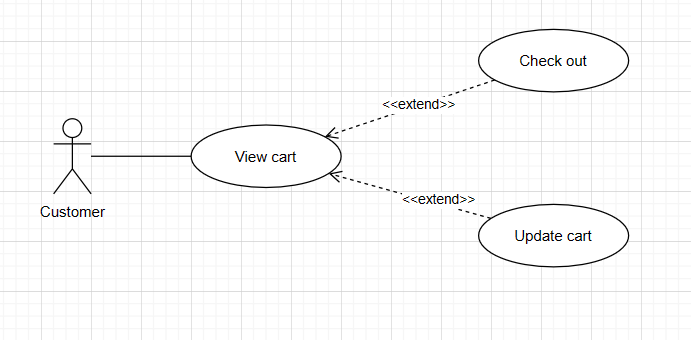 Check out
<<extend>>
View cart
<<extend>>
Customer
Update cart